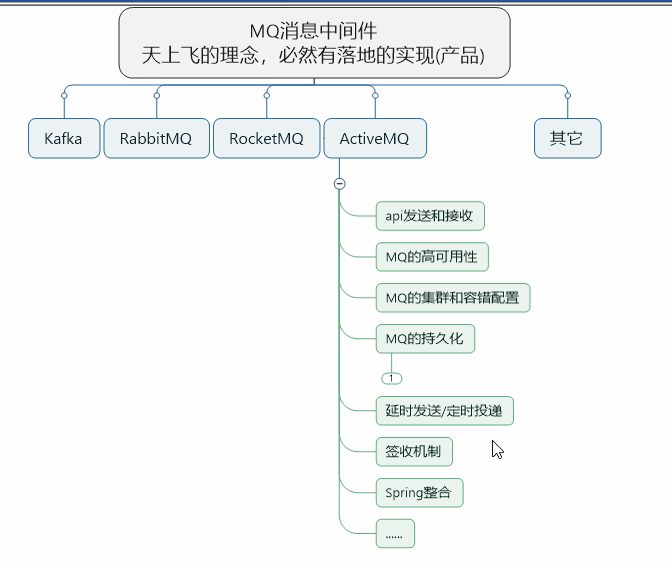 MQ消息中间件
天上飞的理念，必然有落地的实现(产品)
Kafka
RabbitMQ
RocketMQ
ActiveMQ
其它
api发送和接收
MQ的高可用性
MQ的集群和容错配置
MQ的持久化
1
延时发送/定时投递
签收机制
Spring整合
......